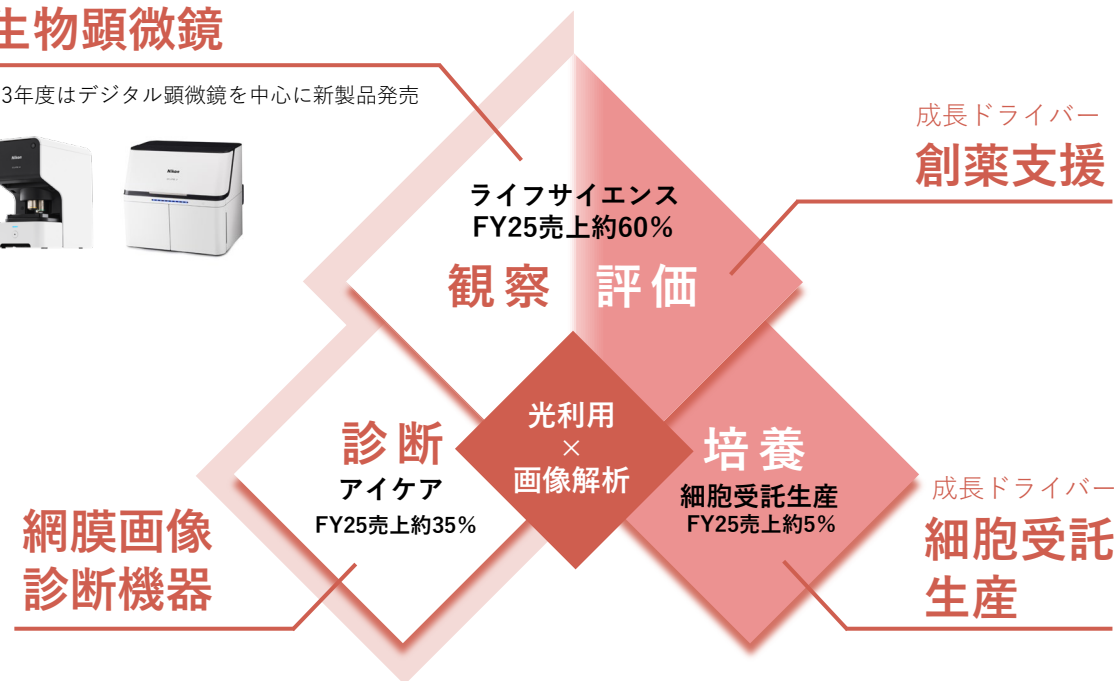 生物顕微鏡
3年度はデジタル顕微鏡を中心に新製品発売
Nikon
Nikon
ライフサイエンス
FY25売上約60%
観察 評価
成長ドライバー
創薬支援
光利用
×
画像解析
診断
アイケア
FY25売上約35%
培養
細胞受託生産
FY25売上約5%
網膜画像
診断機器
成長ドライバー
細胞受託
生産